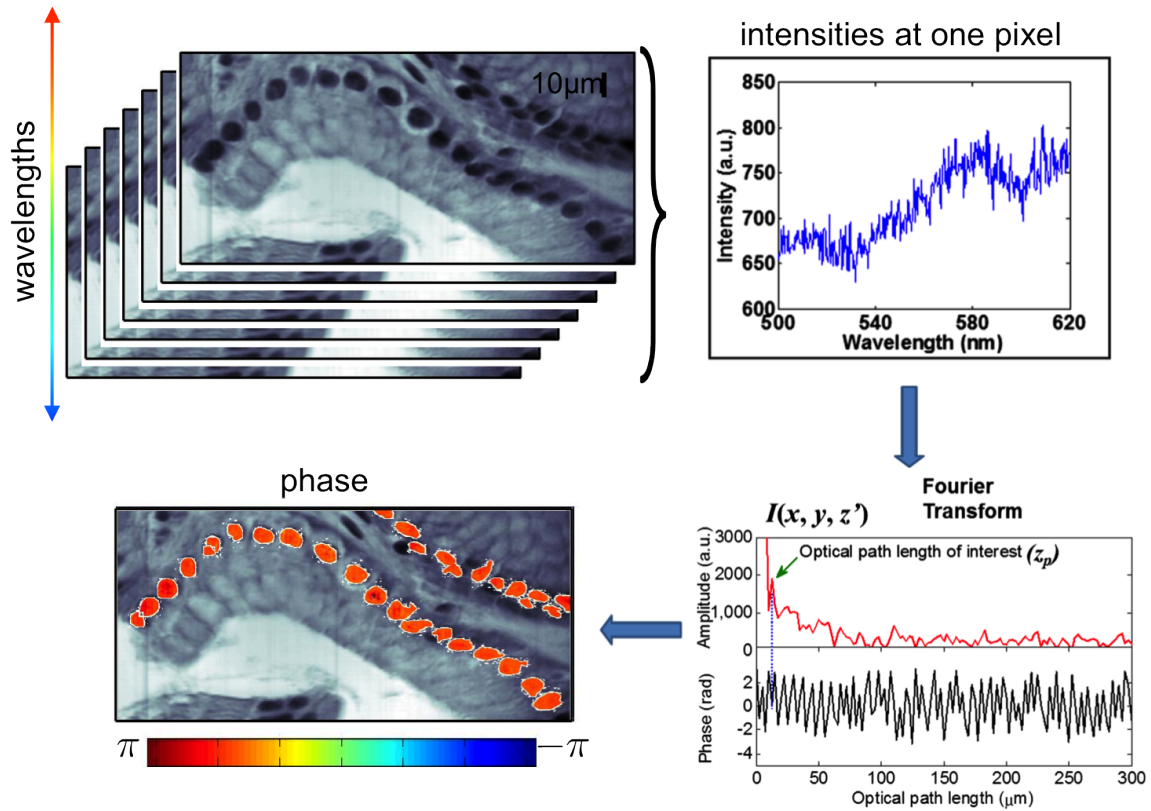 wavelengths
10μm
intensities at one pixel
850
800
750
700
650
600
Intensity (a.u.)
500 540 580 620
Wavelength (nm)
Fourier
Transform
I(x, y, z')
Optical path length of interest (zₚ)
3000
2000
1,000
0
Amplitude (a.u.)
2
0
-2
-4
Phase (rad)
0 50 100 150 200 250 300
Optical path length (μm)
phase
π −π